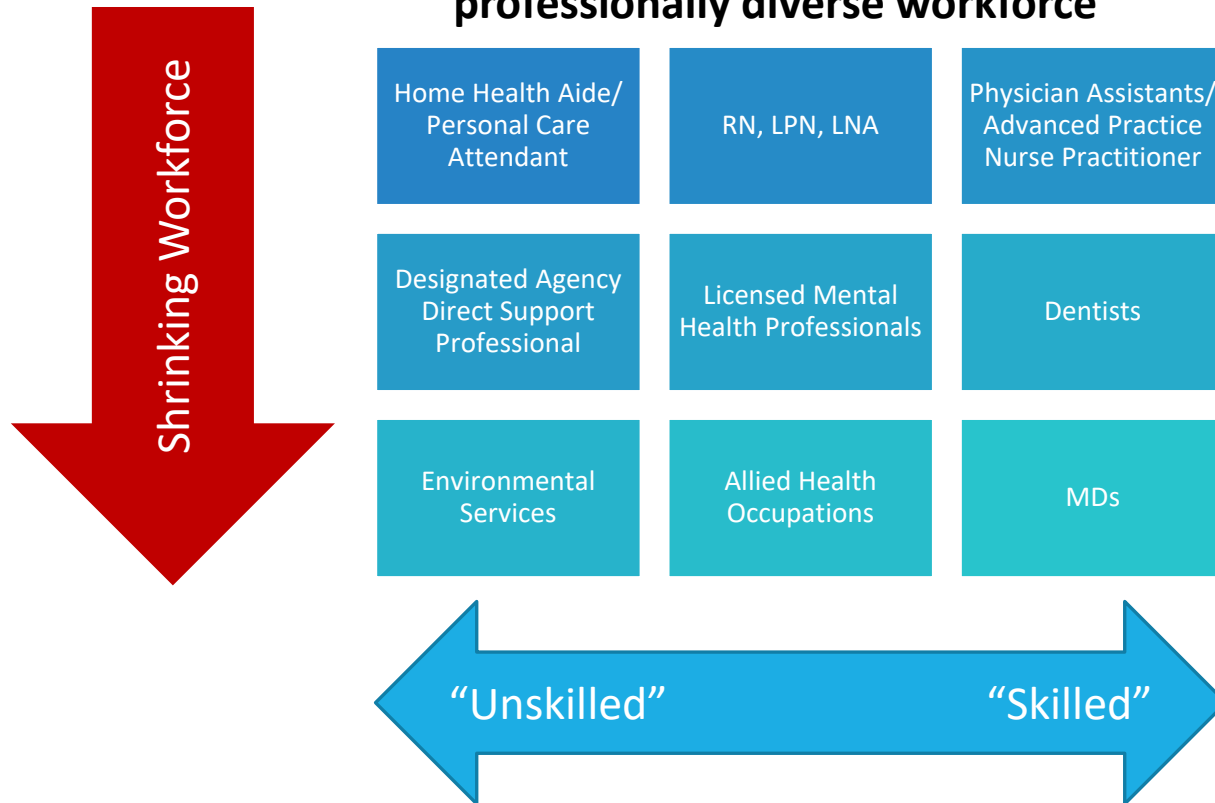 professionally diverse workforce
Shrinking Workforce
Home Health Aide/
Personal Care
Attendant
RN, LPN, LNA
Physician Assistants/
Advanced Practice
Nurse Practitioner
Designated Agency
Direct Support
Professional
Licensed Mental
Health Professionals
Dentists
Environmental
Services
Allied Health
Occupations
MDs
“Unskilled”
“Skilled”